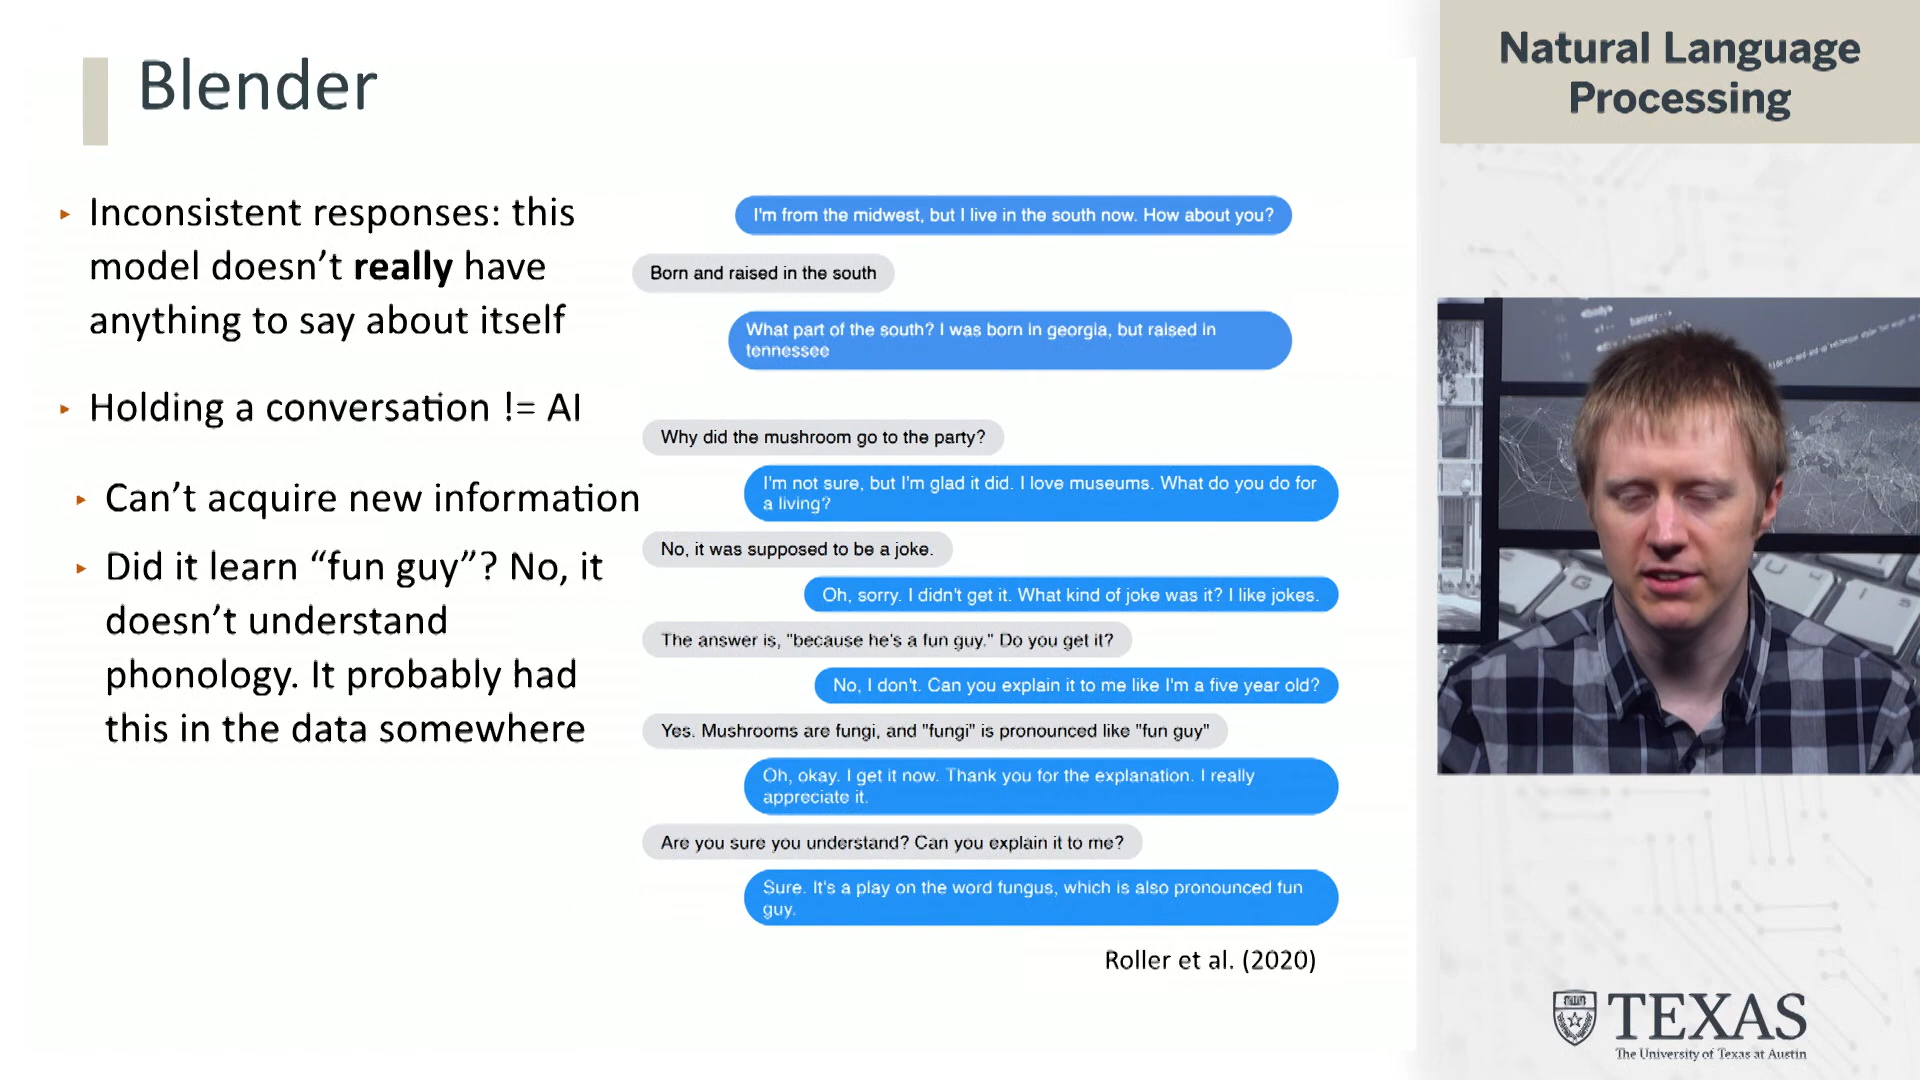 Blender
Inconsistent responses: this
model doesn't really have
anything to say about itself
Holding a conversation != AI
Can't acquire new information
Did it learn “fun guy”? No, it
doesn't understand
phonology. It probably had
this in the data somewhere
I'm from the midwest, but I live in the south now. How about you?
Born and raised in the south
What part of the south? I was born in georgia, but raised in
tennessee
Why did the mushroom go to the party?
I'm not sure, but I'm glad it did. I love museums. What do you do for
a living?
No, it was supposed to be a joke.
Oh, sorry. I didn't get it. What kind of joke was it? I like jokes.
The answer is, "because he's a fun guy." Do you get it?
No, I don't. Can you explain it to me like I'm a five year old?
Yes. Mushrooms are fungi, and "fungi" is pronounced like "fun guy"
Oh, okay. I get it now. Thank you for the explanation. I really
appreciate it.
Are you sure you understand? Can you explain it to me?
Sure. It's a play on the word fungus, which is also pronounced fun
guy.
Roller et al. (2020)
Natural Language
Processing
TEXAS
The University of Texas at Austin